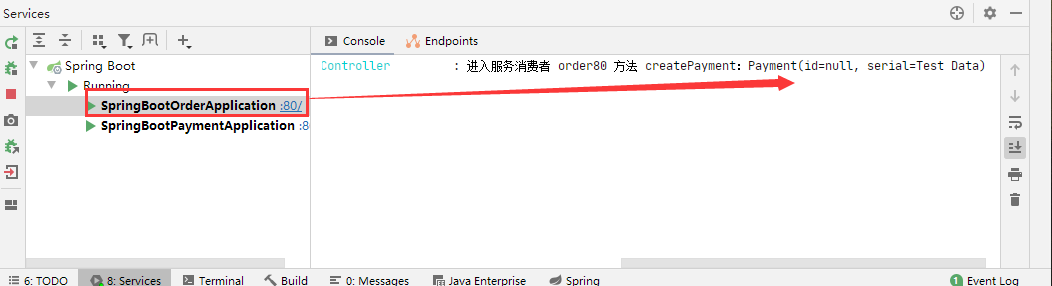 Services
Console
Endpoints
Spring Boot
Running
SpringBootOrderApplication :80/
SpringBootPaymentApplication :8
Controller : 进入服务消费者 order80 方法 createPayment：Payment(id=null, serial=Test Data)
6: TODO
8: Services
Terminal
Build
0: Messages
Java Enterprise
Spring
1 Event Log